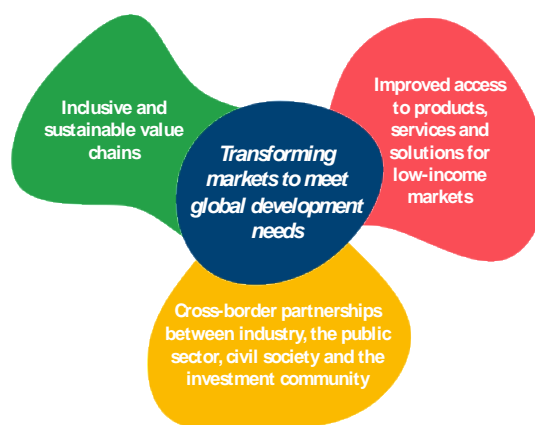 Inclusive and
sustainable value
chains
Transforming
markets to meet
global development
needs
Improved access
to products,
services and
solutions for
low-income
markets
Cross-border partnerships
between industry, the public
sector, civil society and the
investment community